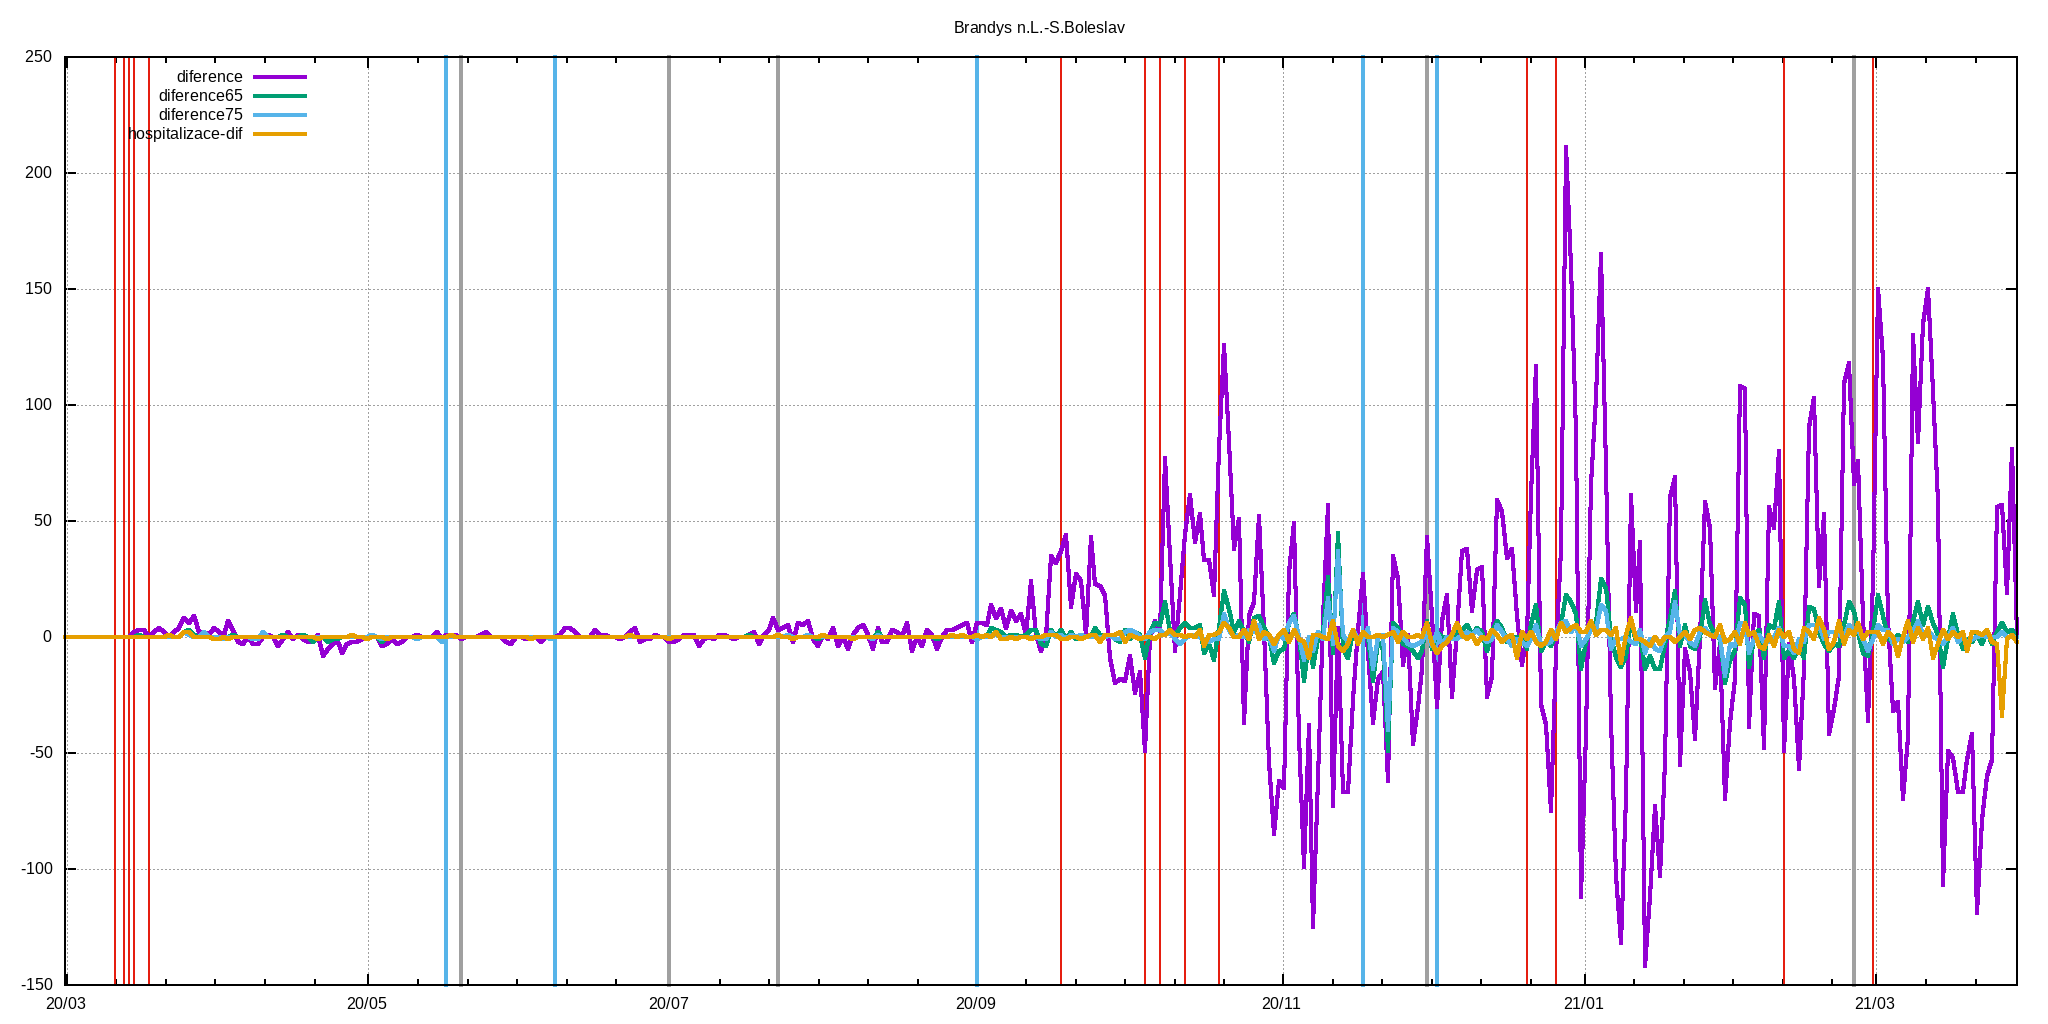 Brandys n.L.-S.Boleslav
250
200
150
100
50
0
-50
-100
-150
diference
diference65
diference75
hospitalizace-dif
20/03 20/05 20/07 20/09 20/11 21/01 21/03